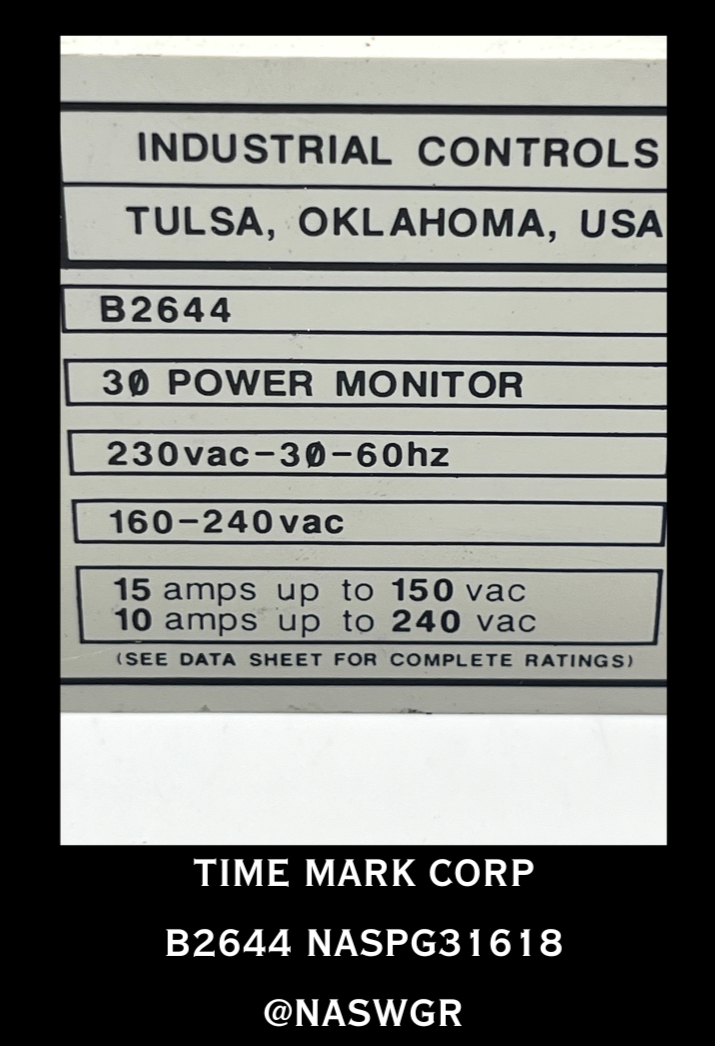 INDUSTRIAL CONTROLS
TULSA, OKLAHOMA, USA
B2644
3Ø POWER MONITOR
230vac-3Ø-60hz
160-240vac
15 amps up to 150 vac
10 amps up to 240 vac
(SEE DATA SHEET FOR COMPLETE RATINGS)
TIME MARK CORP
B2644 NASPG31618
@NASWGR